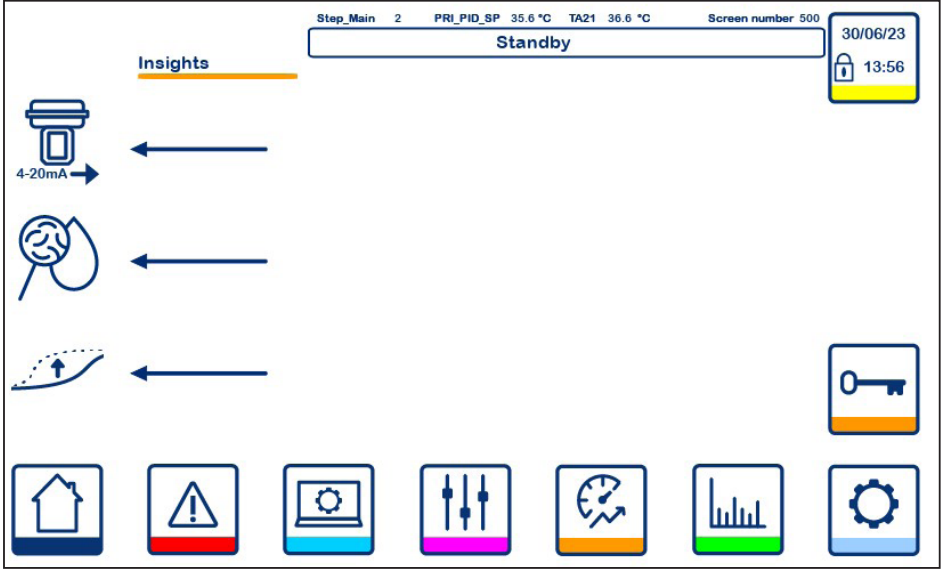 Step_Main 2 PRI_PID_SP 35.6 °C TA21 36.6 °C Screen number 500
Standby
30/06/23
13:56
Insights
4-20mA